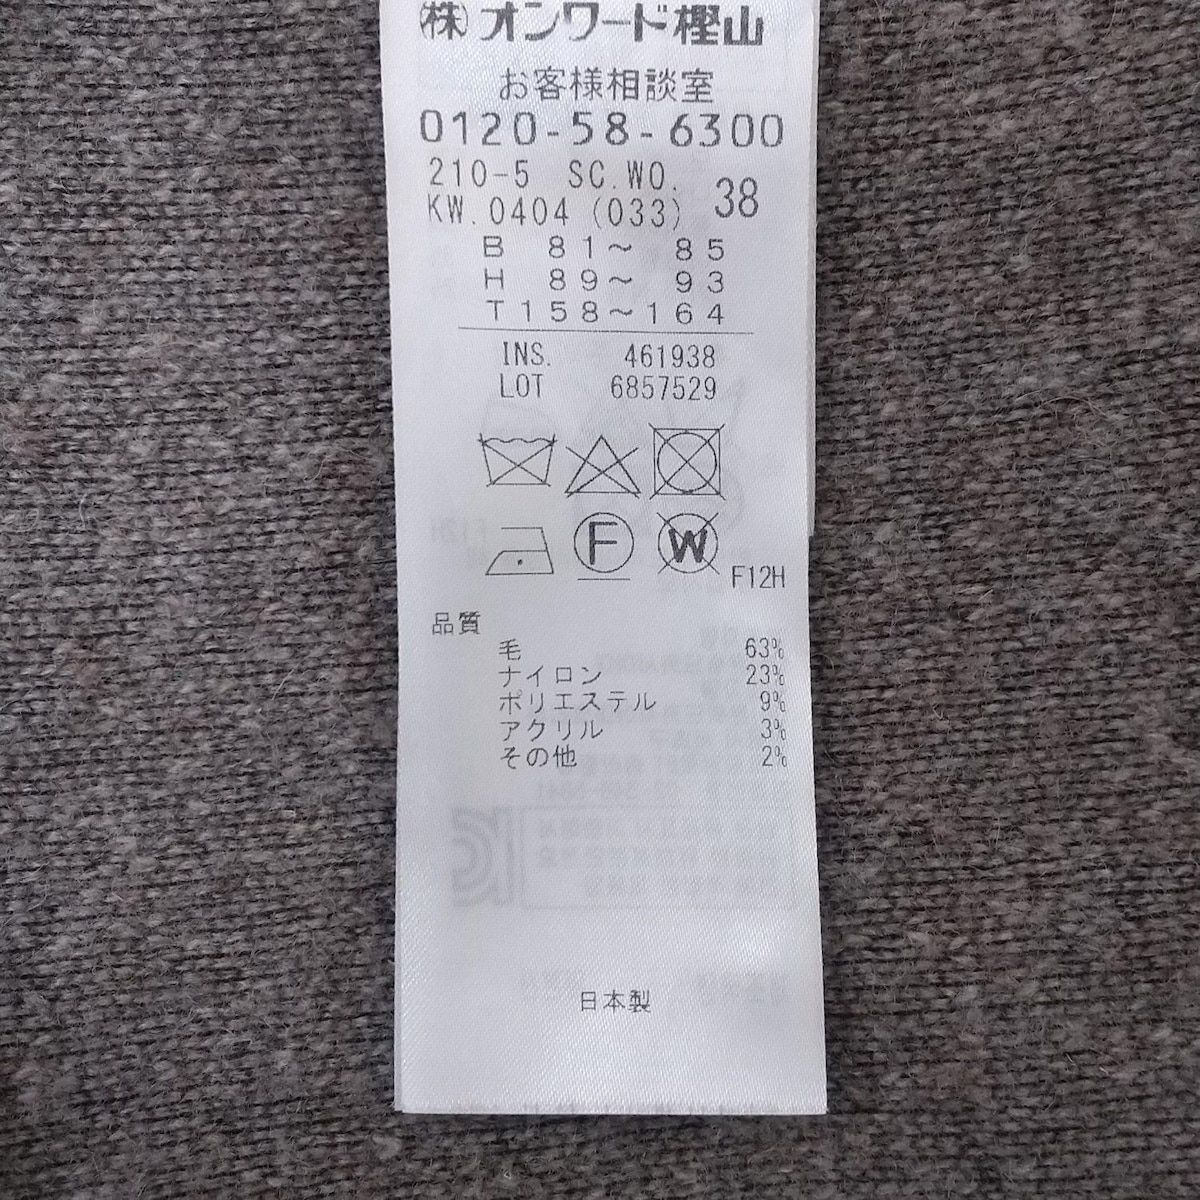 ㈱オンワード樫山
お客様相談室
0120-58-6300
210-5 SC.WO.
KW.0404 (033) 38
B 81～ 85
H 89～ 93
T158～164
INS. 461938
LOT 6857529
F
W
F12H
品質
毛 63%
ナイロン 23%
ポリエステル 9%
アクリル 3%
その他 2%
日本製